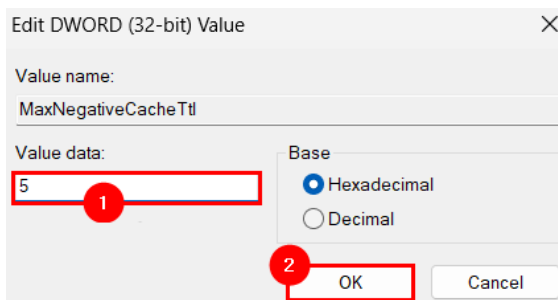 Edit DWORD (32-bit) Value
Value name:
MaxNegativeCacheTtl
Value data:
5
1
Base
Hexadecimal
Decimal
2
OK
Cancel